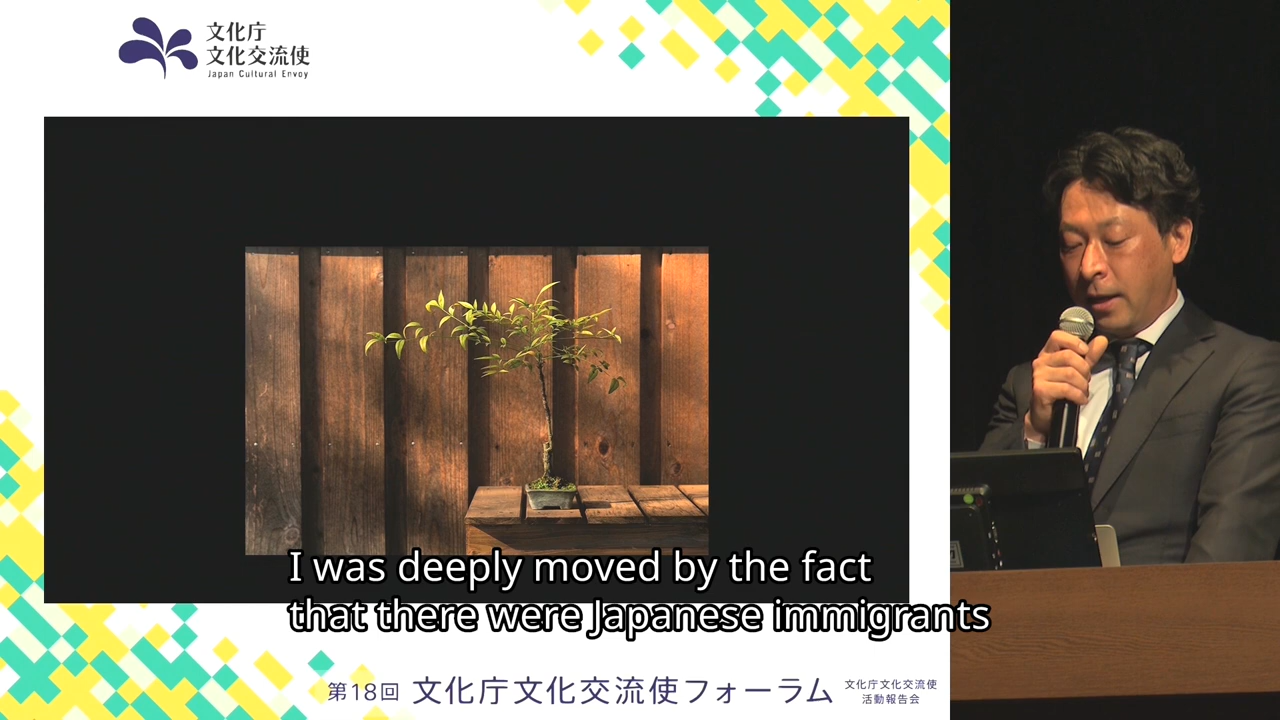 文化庁
文化交流使
Japan Cultural Envoy
I was deeply moved by the fact
that there were Japanese immigrants
第18回 文化庁文化交流使フォーラム
文化庁文化交流使
活動報告会